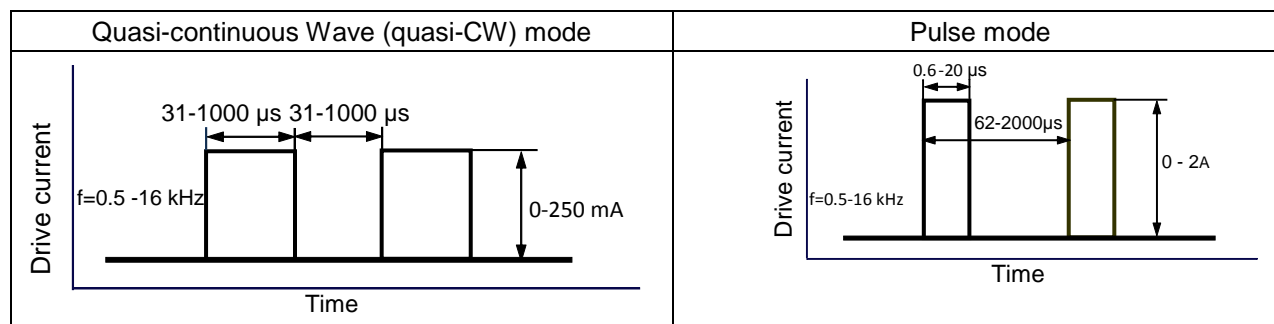 Quasi-continuous Wave (quasi-CW) mode
Drive current
31-1000 µs 31-1000 µs
f=0.5 -16 kHz
0-250 mA
Time
Pulse mode
Drive current
0.6-20 µs
62-2000µs
0 - 2A
f=0.5-16 kHz
Time